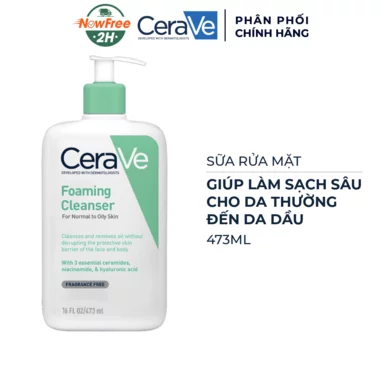 NowFree
2H
CeraVe
DEVELOPED WITH DERMATOLOGISTS
PHÂN PHỐI
CHÍNH HÃNG
CeraVe
DEVELOPED WITH DERMATOLOGISTS
Foaming
Cleanser
For Normal to Oily Skin
Cleanses and removes oil without
disrupting the protective skin
barrier of the face and body
With 3 essential ceramides,
niacinamide, & hyaluronic acid
FRAGRANCE FREE
16 FL OZ/473 ml
SỮA RỬA MẶT
GIÚP LÀM SẠCH SÂU
CHO DA THƯỜNG
ĐẾN DA DẦU
473ML